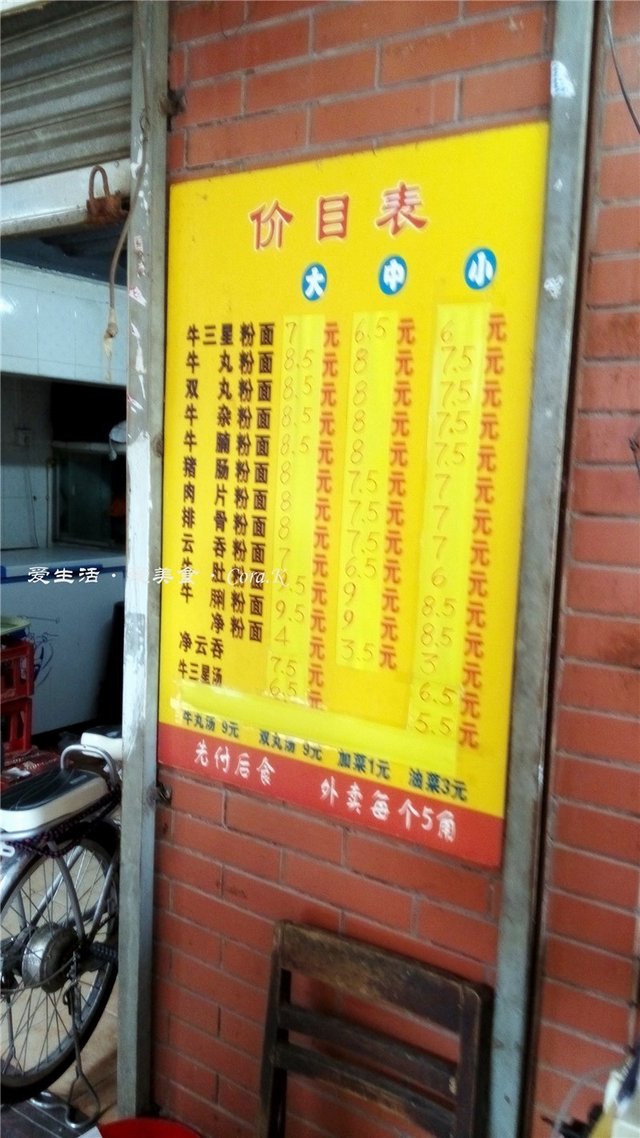 价目表
大 中 小
牛三星粉面 7元 6.5元 6元
牛丸粉面 8.5元 8元 7.5元
双丸粉面 8.5元 8元 7.5元
牛杂粉面 8.5元 8元 7.5元
牛腩粉面 8.5元 8元 7.5元
猪肠粉面 8元 7.5元 7元
肉片粉面 8元 7.5元 7元
排骨粉面 8元 7.5元 7元
云吞粉面 7元 6.5元 6元
牛肚粉面 9.5元 9元 8.5元
牛脷粉面 9.5元 9元 8.5元
净粉面 4元 3.5元 3元
净云吞 7.5元 6.5元
牛三星汤 6.5元 5.5元
爱生活· 美食 Cora.K
牛丸汤 9元 双丸汤 9元 加菜1元 油菜3元
先付后食 外卖每个5角